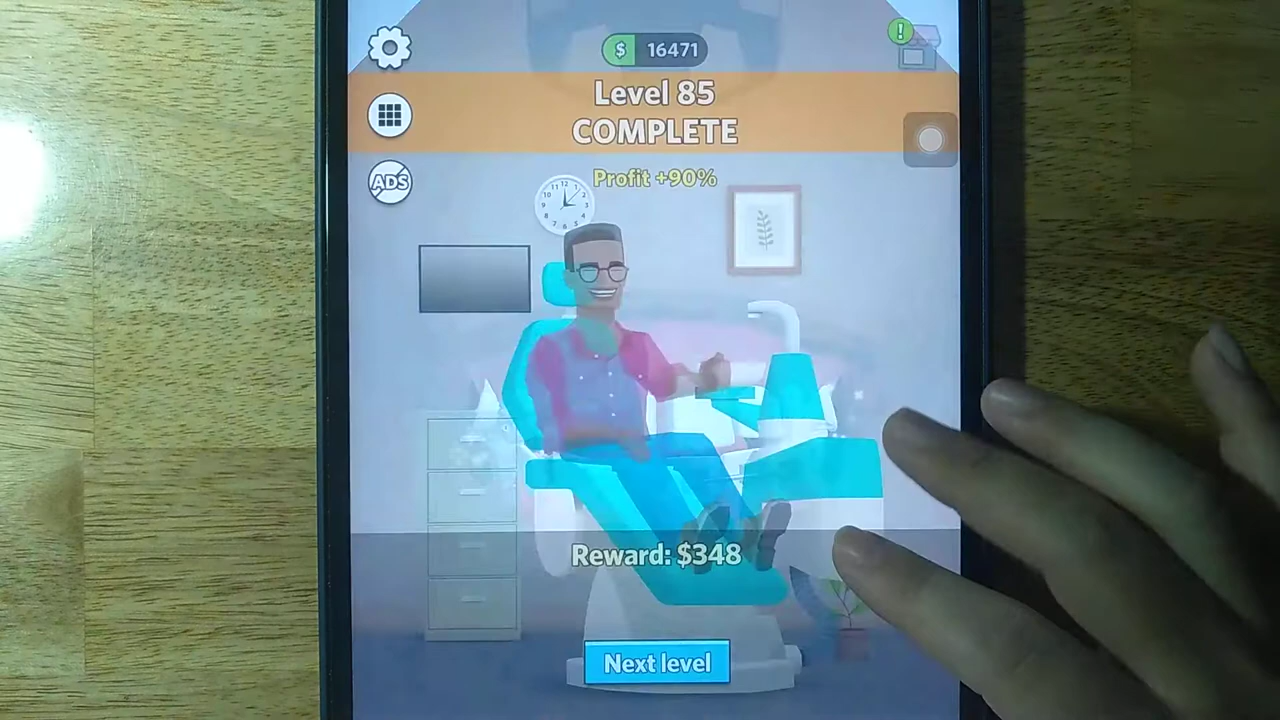 $ 16471
!
Level 85
COMPLETE
ADS
Profit +90%
Reward: $348
Next level